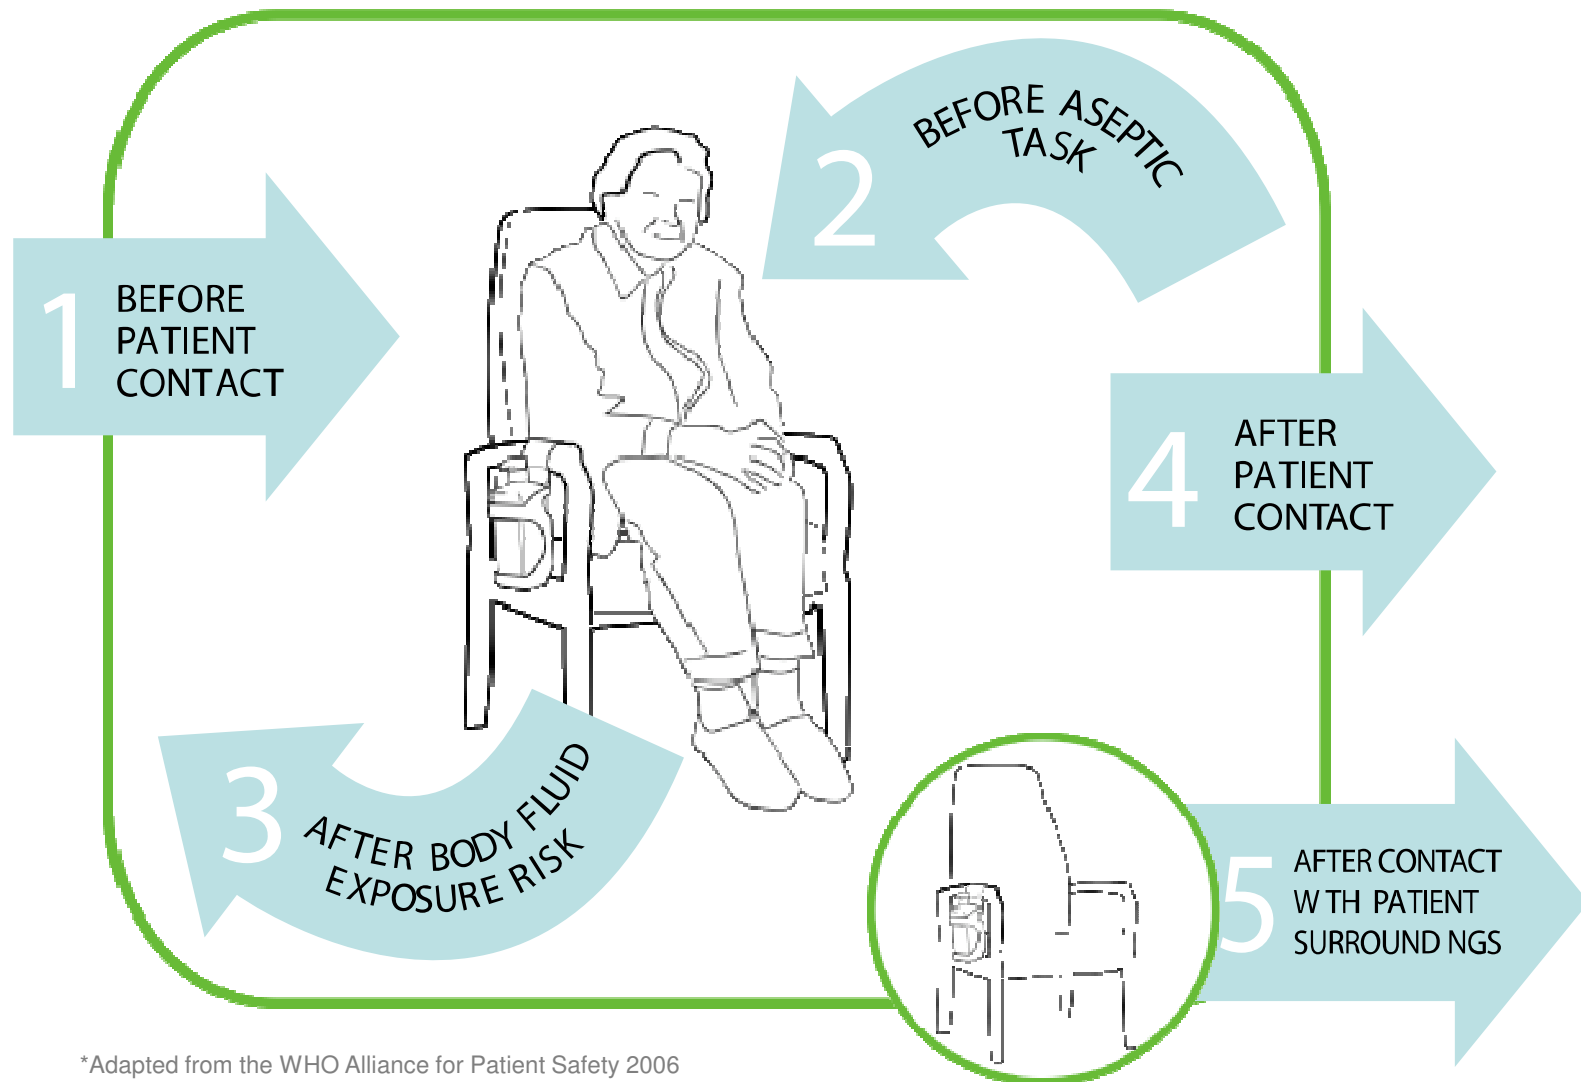 1
BEFORE
PATIENT
CONTACT
2
BEFORE ASEPTIC
TASK
3
AFTER BODY FLUID
EXPOSURE RISK
4
AFTER
PATIENT
CONTACT
5
AFTER CONTACT
W TH PATIENT
SURROUND NGS
*Adapted from the WHO Alliance for Patient Safety 2006